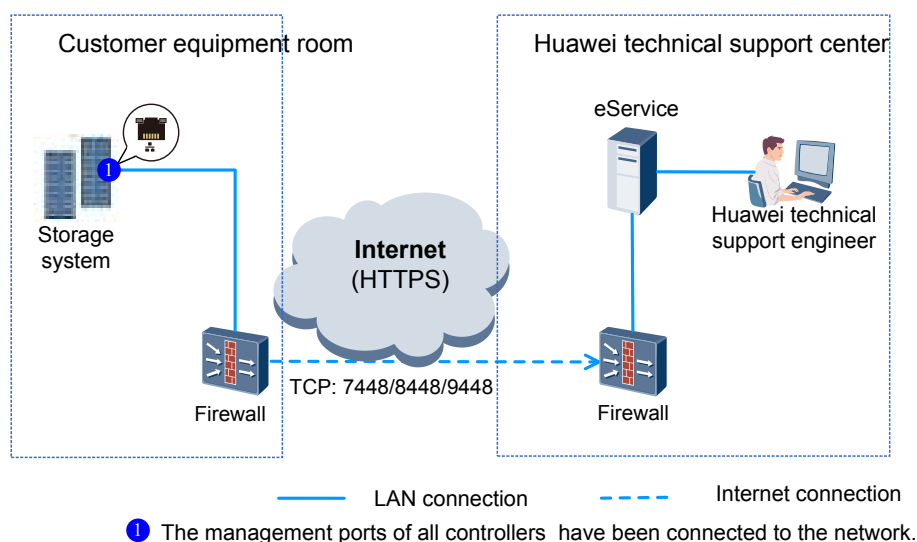 Customer equipment room
Huawei technical support center
eService
1
Storage
system
Internet
(HTTPS)
Huawei technical
support engineer
TCP: 7448/8448/9448
Firewall
Firewall
LAN connection
Internet connection
1 The management ports of all controllers have been connected to the network.